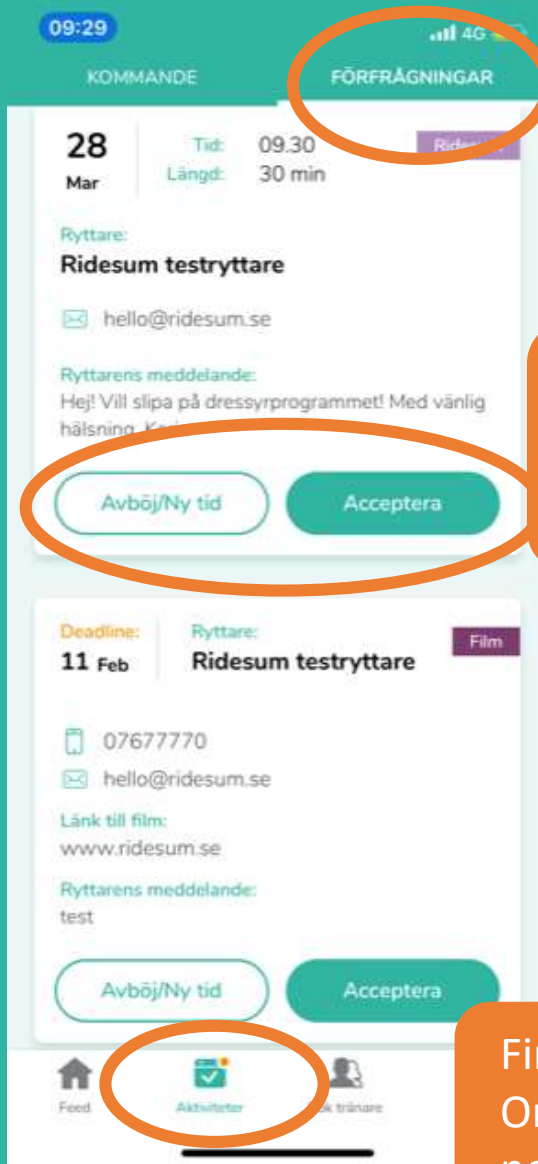 09:29
4G
KOMMANDE
FÖRFRÅGNINGAR
28
Mar
Tid: 09.30
Längd: 30 min
Ryttare:
Ridesum testryttare
hello@ridesum.se
Ryttarens meddelande:
Hej! Vill slipa på dressyrprogrammet! Med vänlig
hälsning,
Avböj/Ny tid
Acceptera
Deadline:
11 Feb
Ryttare:
Ridesum testryttare
Film
07677770
hello@ridesum.se
Länk till film:
www.ridesum.se
Ryttarens meddelande:
test
Avböj/Ny tid
Acceptera
Feed
Aktiviteter
tränare